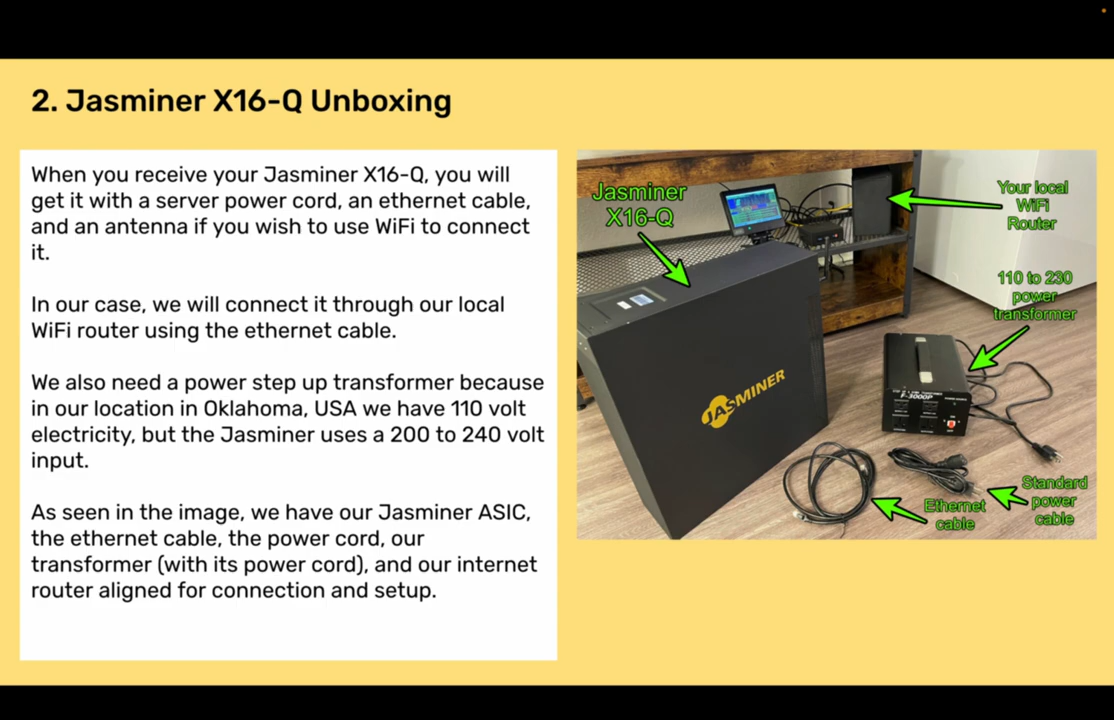 2. Jasminer X16-Q Unboxing
When you receive your Jasminer X16-Q, you will
get it with a server power cord, an ethernet cable,
and an antenna if you wish to use WiFi to connect
it.
In our case, we will connect it through our local
WiFi router using the ethernet cable.
We also need a power step up transformer because
in our location in Oklahoma, USA we have 110 volt
electricity, but the Jasminer uses a 200 to 240 volt
input.
As seen in the image, we have our Jasminer ASIC,
the ethernet cable, the power cord, our
transformer (with its power cord), and our internet
router aligned for connection and setup.
Jasminer
X16-Q
Your local
WiFi
Router
110 to 230
power
transformer
JASMINER
Ethernet
cable
Standard
power
cable